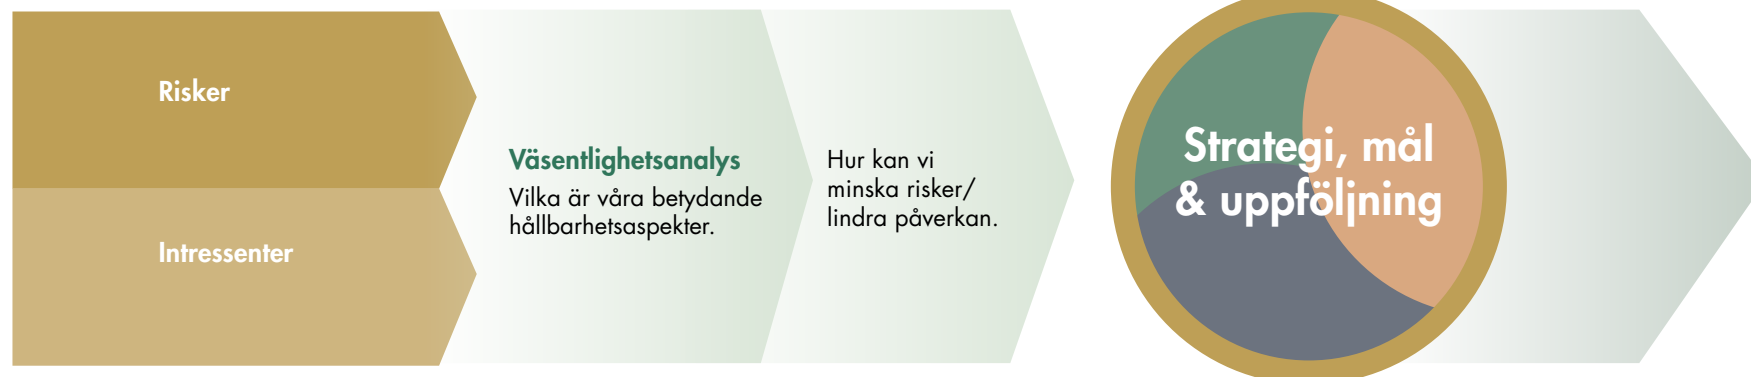 Risker
Intressenter
Väsentlighetsanalys
Vilka är våra betydande
hållbarhetsaspekter.
Hur kan vi
minska risker/
lindra påverkan.
Strategi, mål
& uppföljning